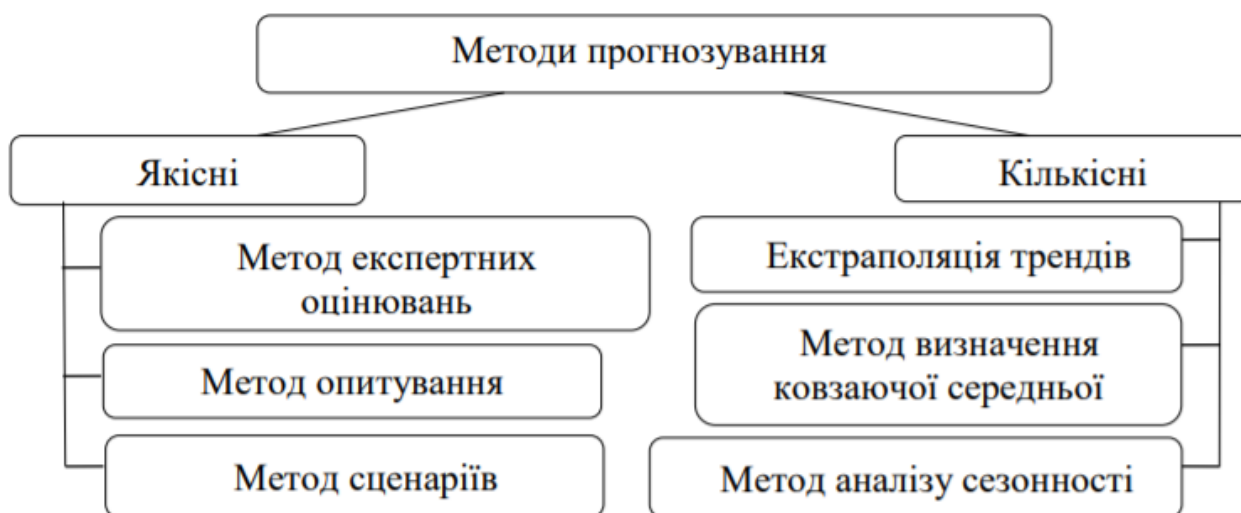 Методи прогнозування
Якісні
Кількісні
Метод експертних
оцінювань
Метод опитування
Метод сценаріїв
Екстраполяція трендів
Метод визначення
ковзаючої середньої
Метод аналізу сезонності